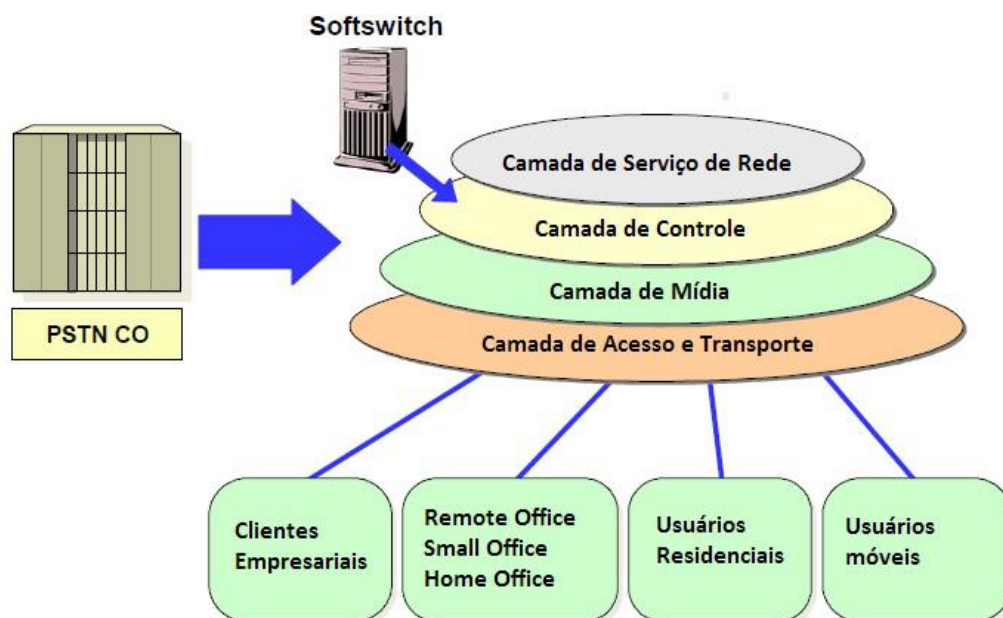 Softswitch
Camada de Serviço de Rede
Camada de Controle
Camada de Mídia
PSTN CO
Camada de Acesso e Transporte
Clientes
Empresariais
Remote Office
Small Office
Home Office
Usuários
Residenciais
Usuários
móveis